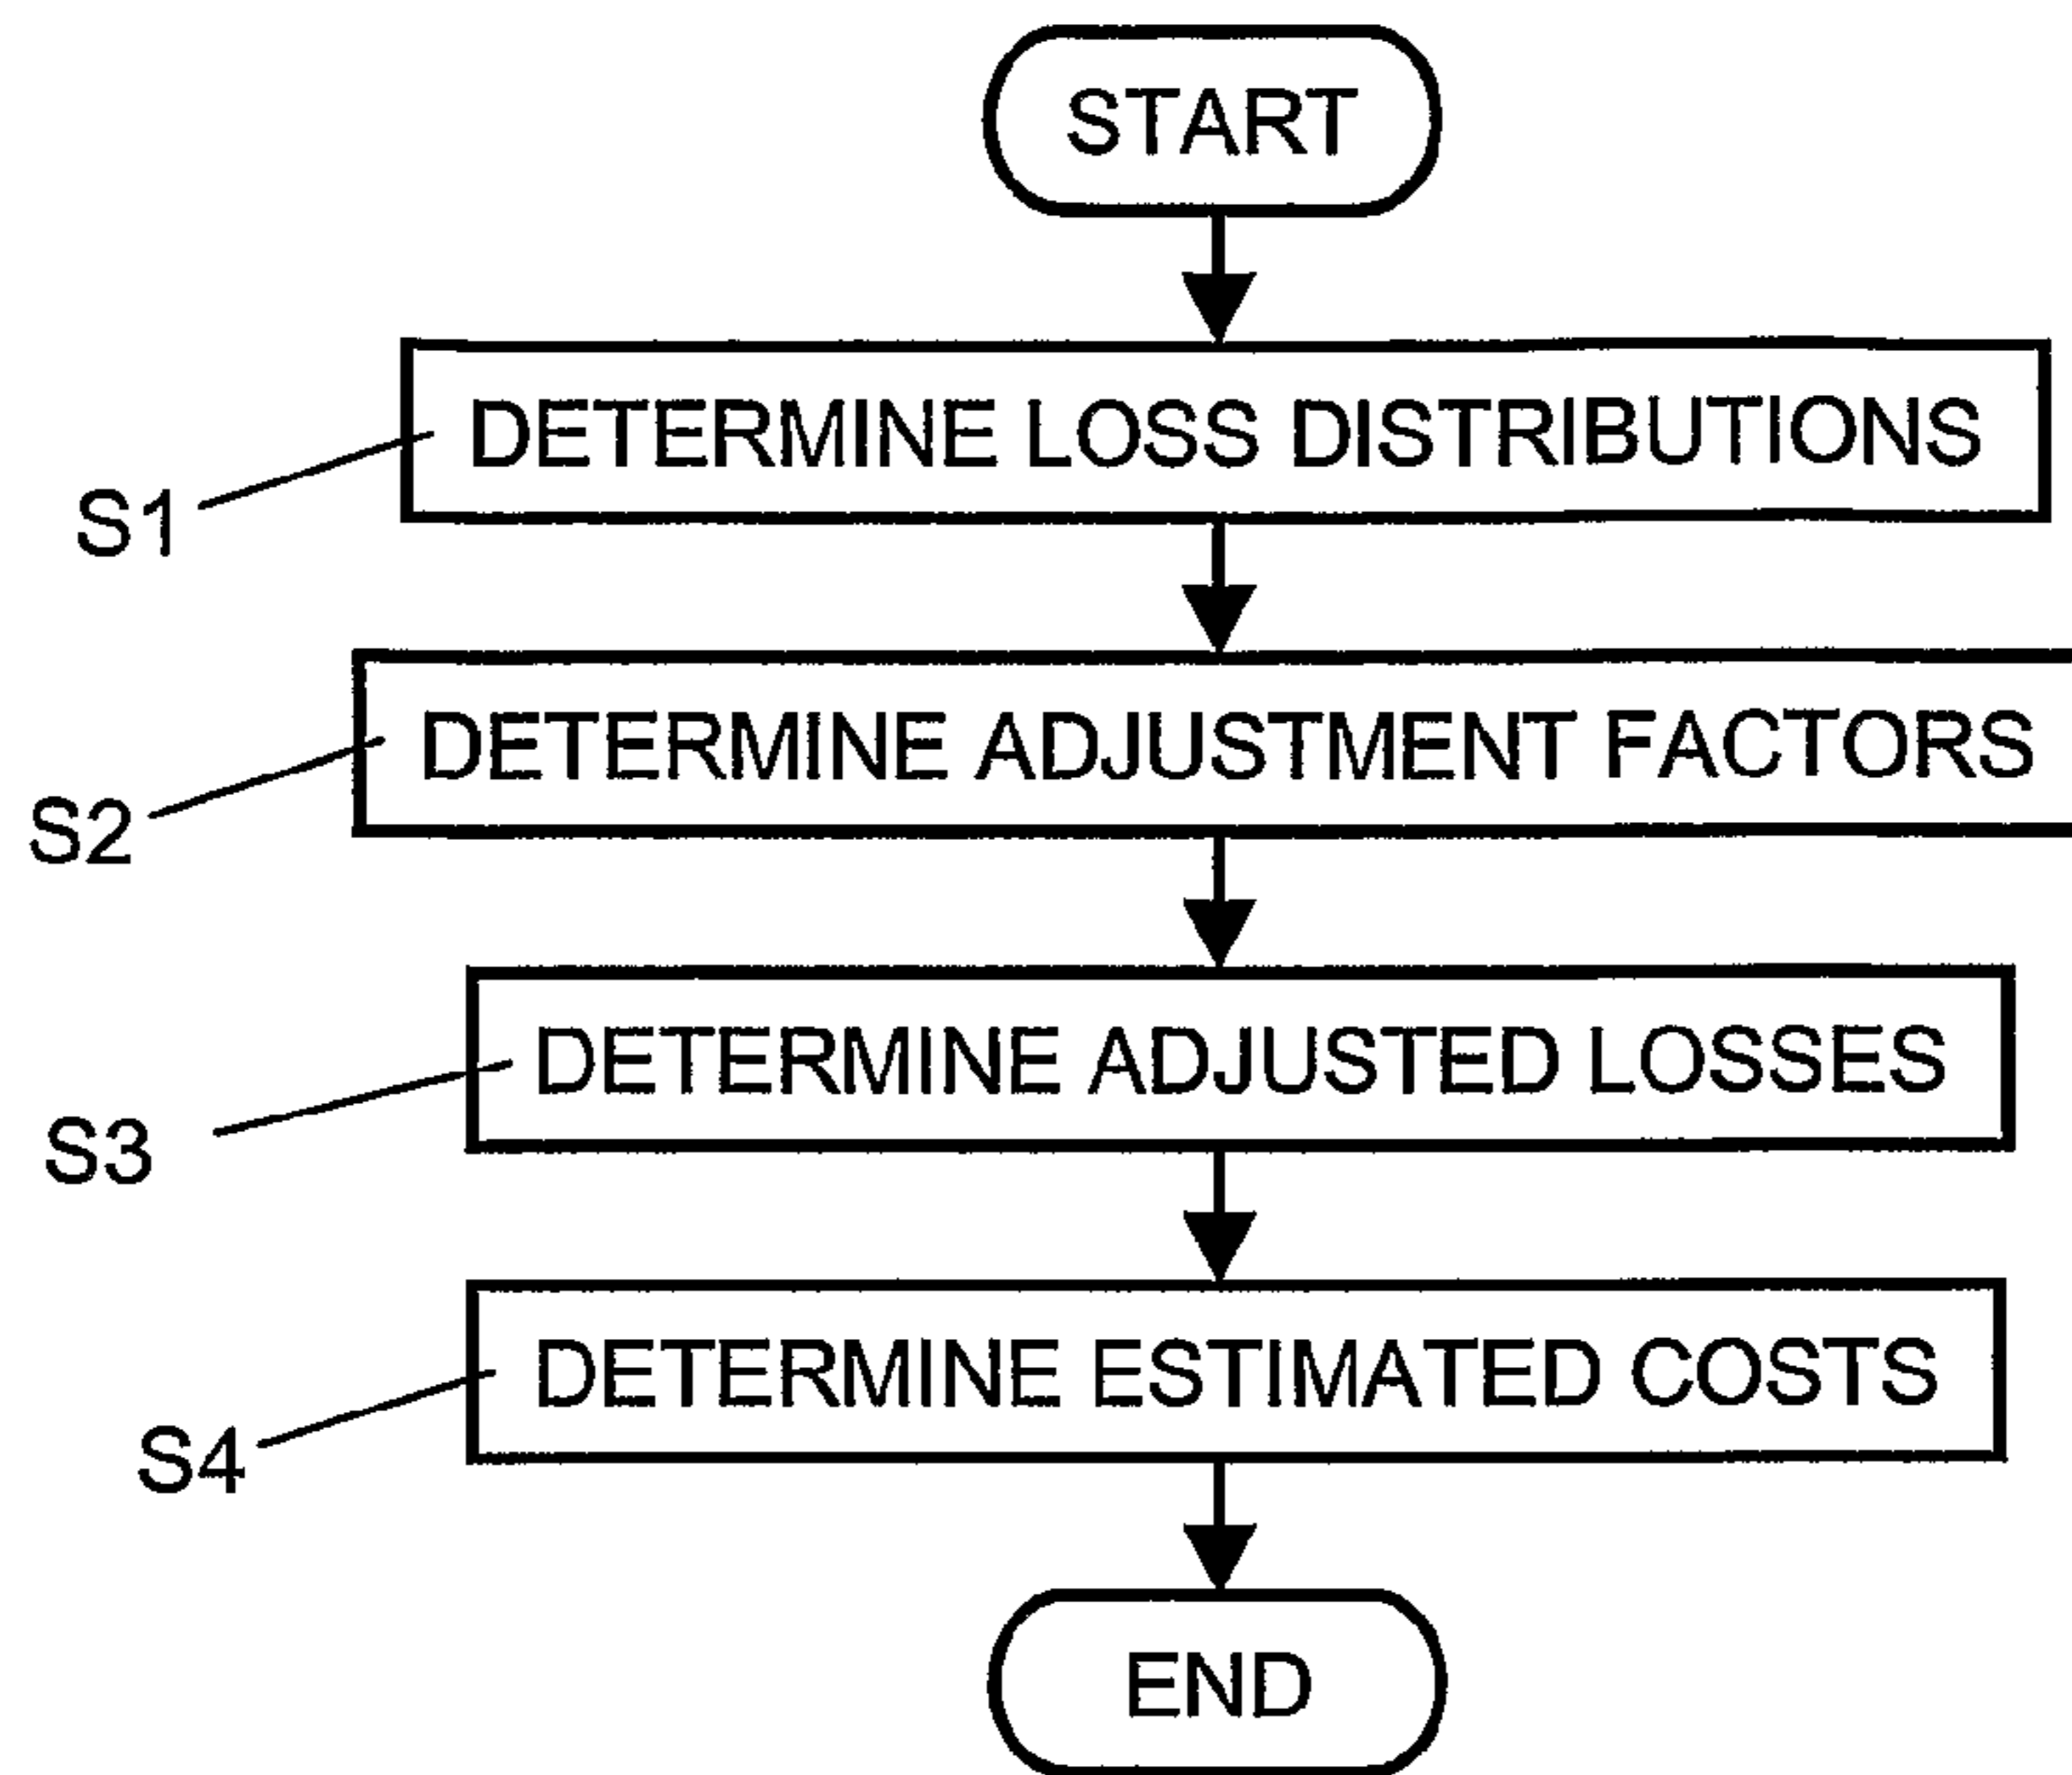 START
DETERMINE LOSS DISTRIBUTIONS
S1
DETERMINE ADJUSTMENT FACTORS
S2
DETERMINE ADJUSTED LOSSES
S3
DETERMINE ESTIMATED COSTS
S4
END